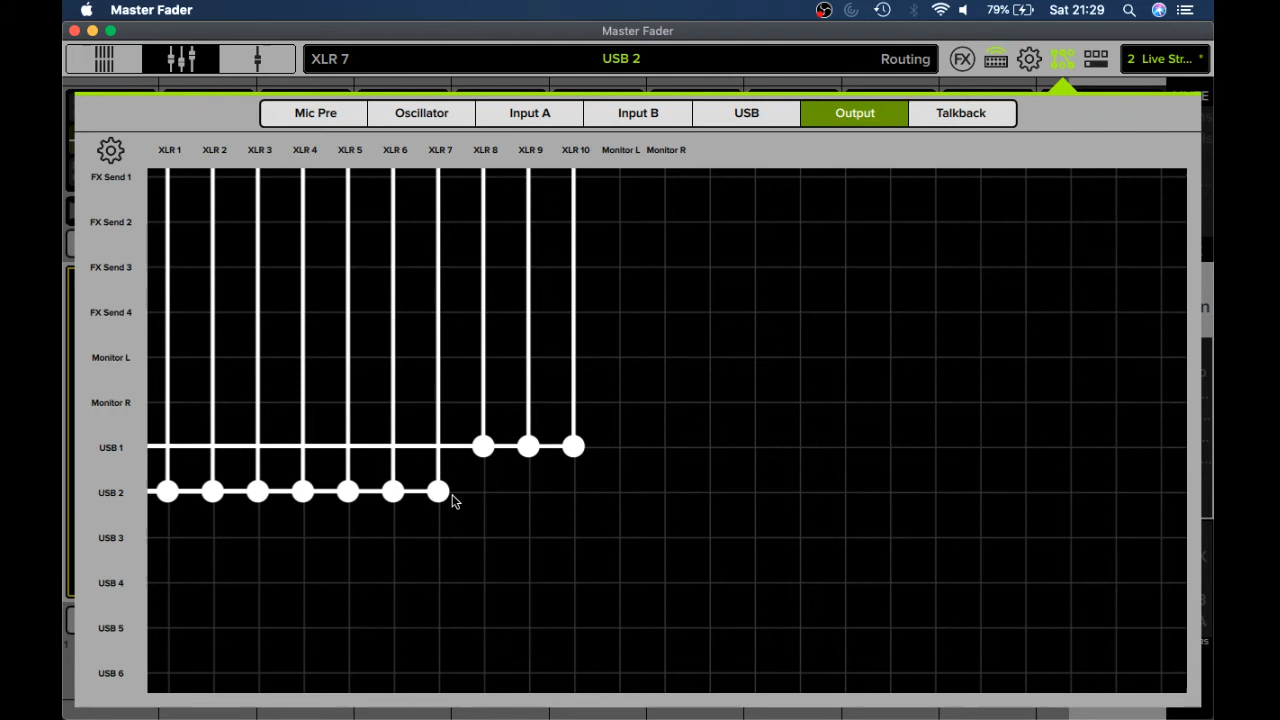 Master Fader 79% Sat 21:29
Master Fader
XLR 7 USB 2 Routing 2 Live Str... *
Mic Pre Oscillator Input A Input B USB Output Talkback
XLR 1 XLR 2 XLR 3 XLR 4 XLR 5 XLR 6 XLR 7 XLR 8 XLR 9 XLR 10 Monitor L Monitor R
FX Send 1
FX Send 2
FX Send 3
FX Send 4
Monitor L
Monitor R
USB 1
USB 2
USB 3
USB 4
USB 5
USB 6
FX